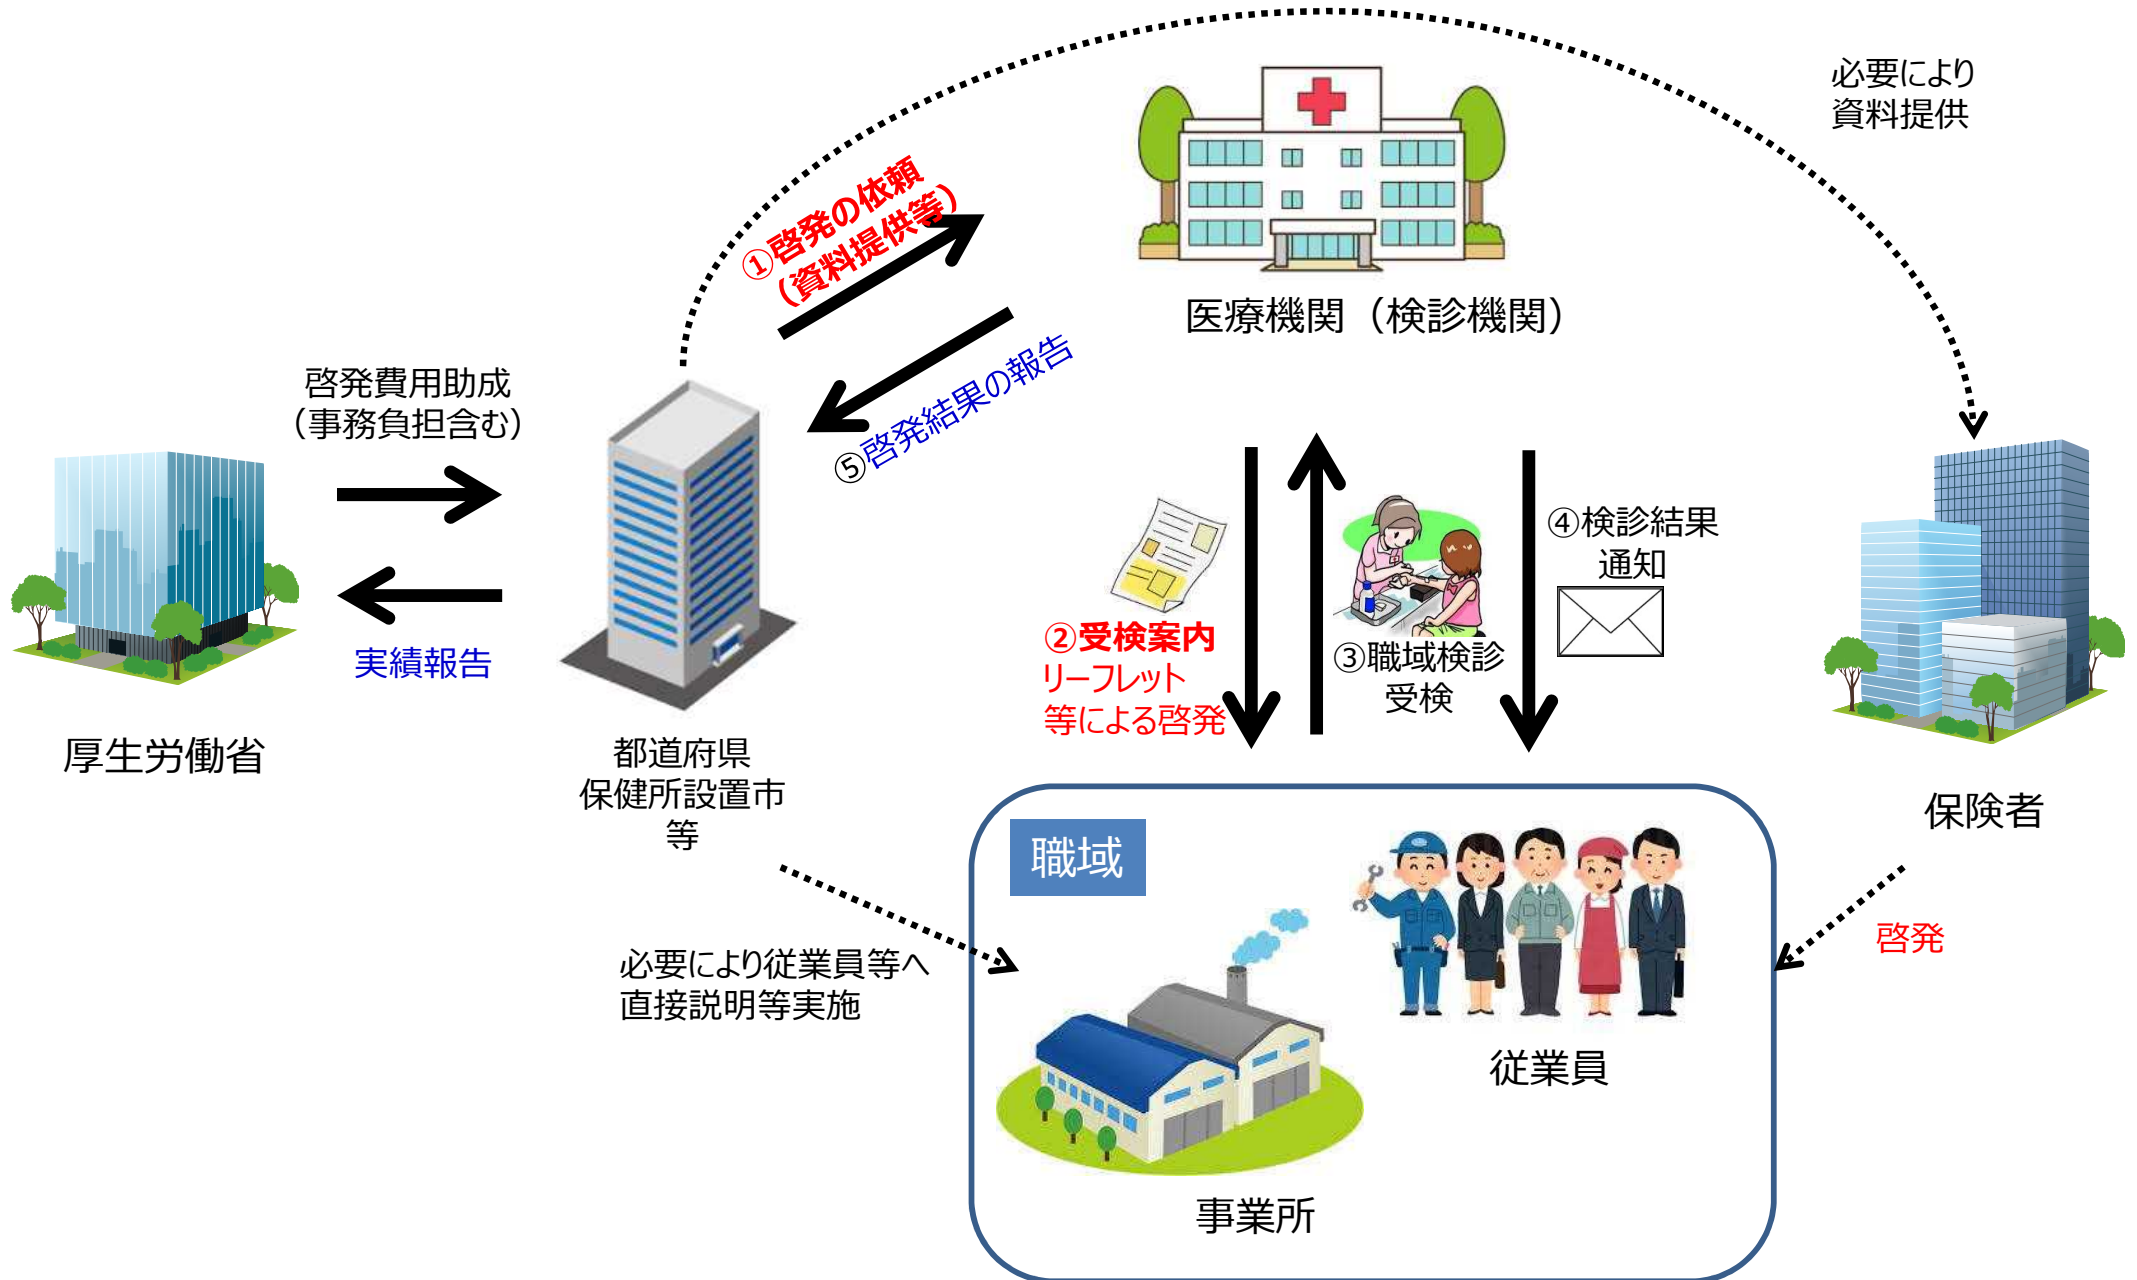 必要により
資料提供
①啓発の依頼
（資料提供等）
医療機関（検診機関）
⑤啓発結果の報告
啓発費用助成
（事務負担含む）
実績報告
厚生労働省
都道府県
保健所設置市
等
②受検案内
リーフレット
等による啓発
③職域検診
受検
④検診結果
通知
保険者
啓発
必要により従業員等へ
直接説明等実施
職域
従業員
事業所